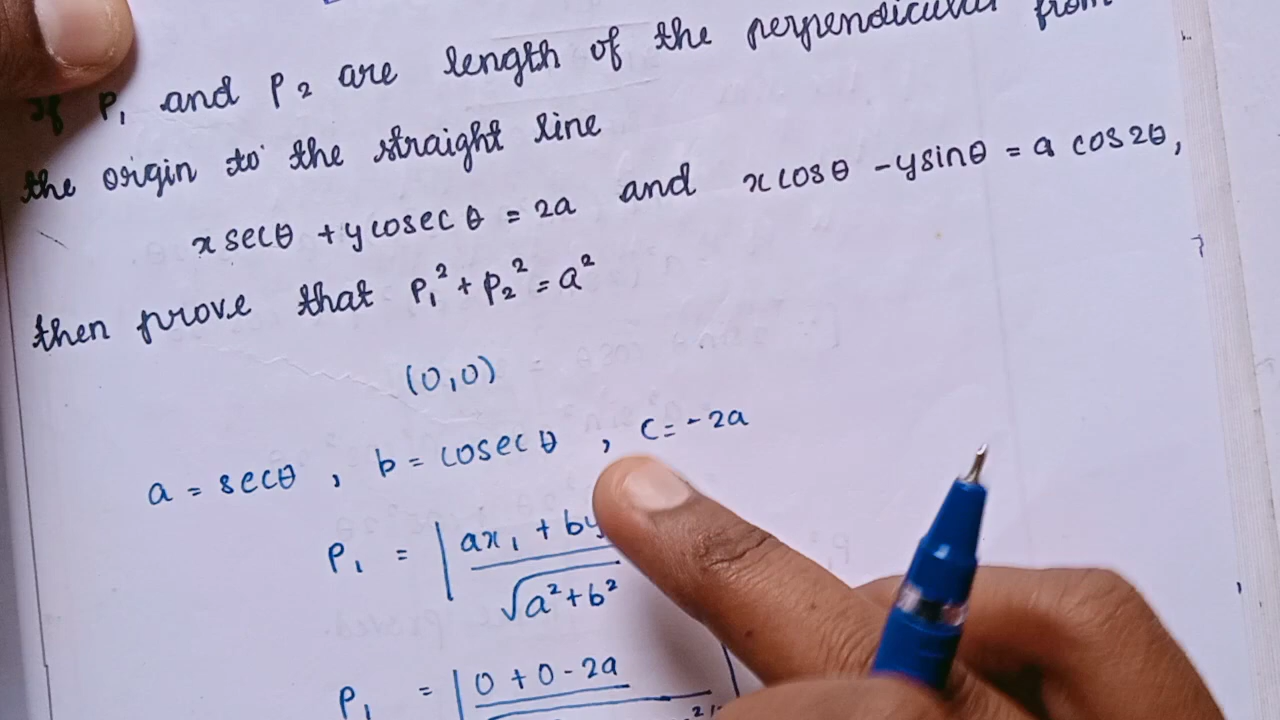 If P₁ and P₂ are length of the perpendicular from
the origin to the straight line
x secθ + y cosec θ = 2a and x cosθ - y sinθ = a cos2θ,
then prove that P₁² + P₂² = a²
(0,0)
a = secθ , b = cosec θ , c = -2a
P₁ = | ax₁ + by
√a² + b²
P₁ = | 0 + 0 - 2a